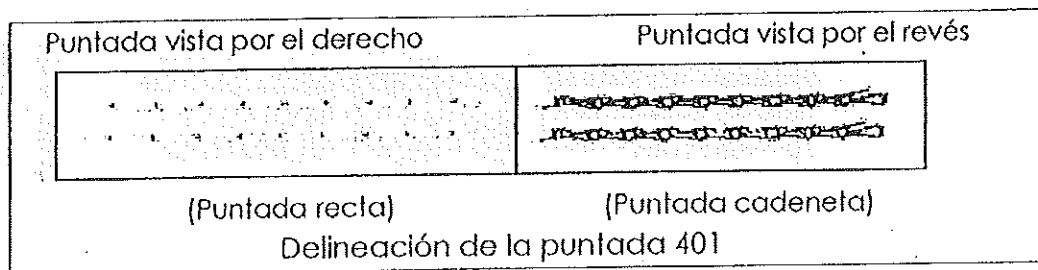 Puntada vista por el derecho
Puntada vista por el revés
(Puntada recta)
(Puntada cadeneta)
Delineación de la puntada 401